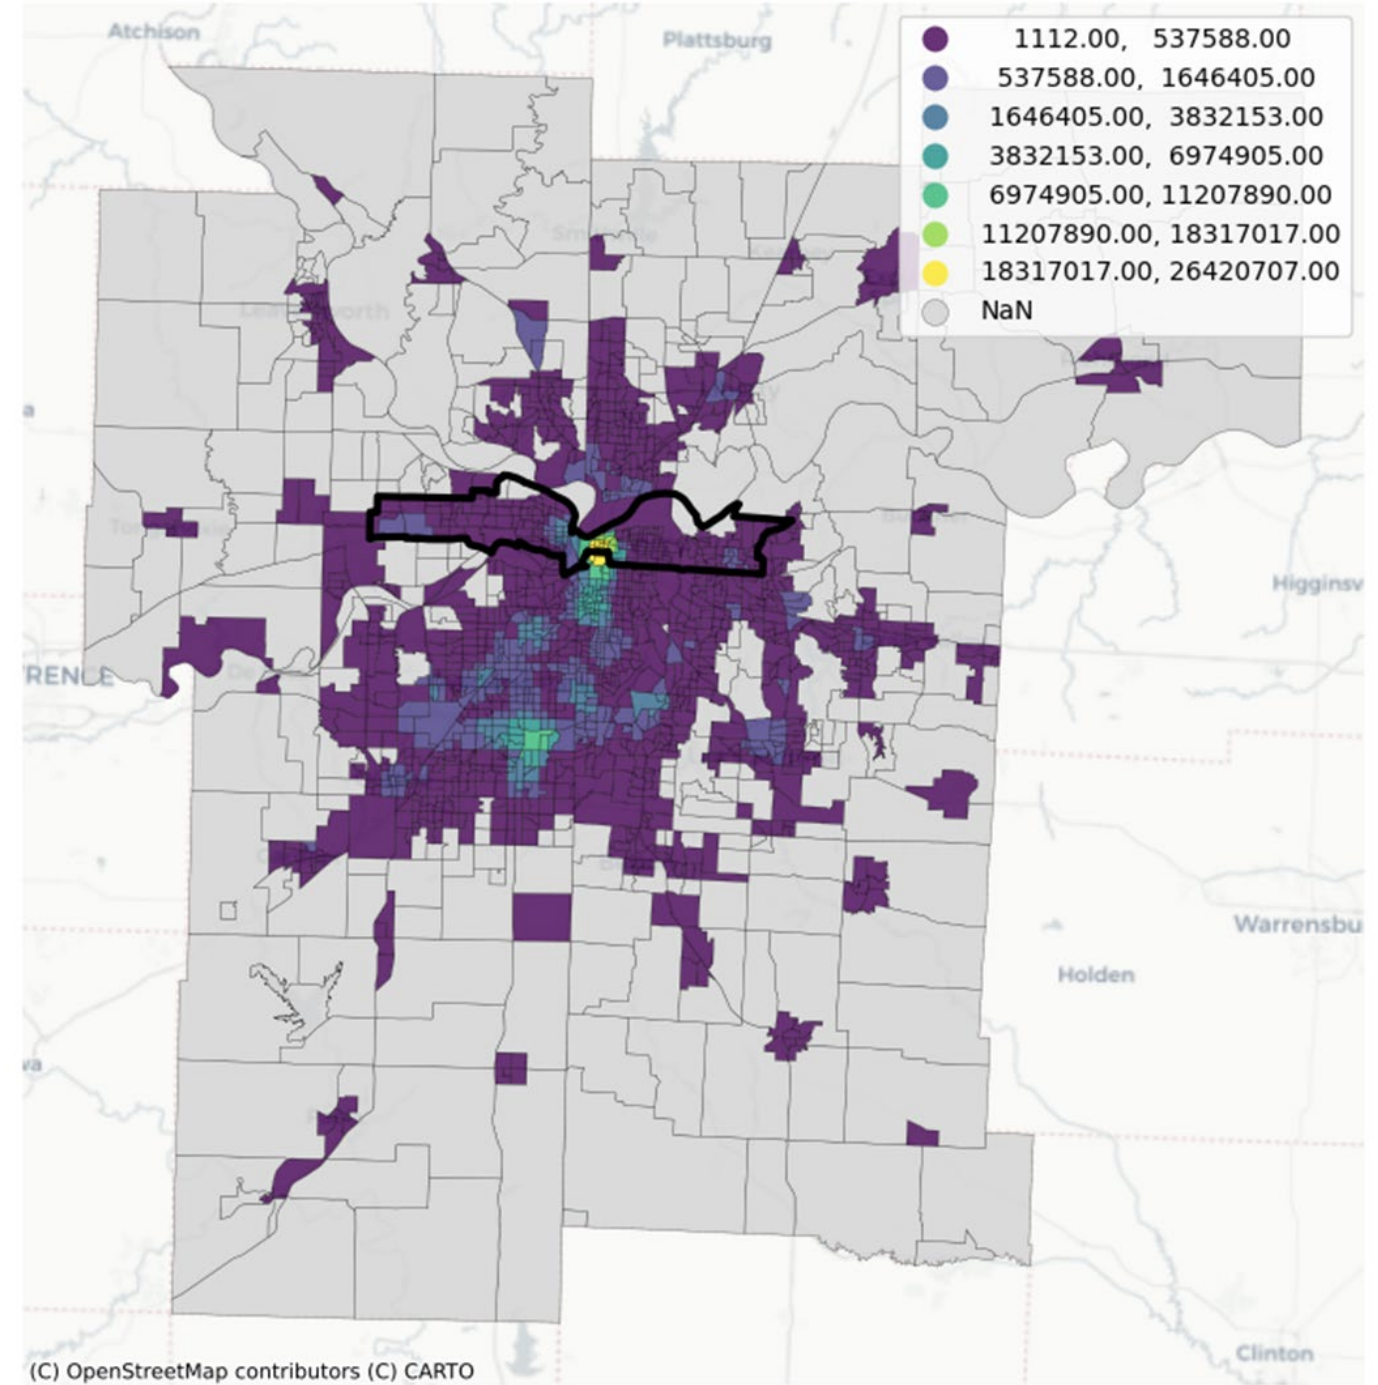 Atchison
Plattsburg
1112.00, 537588.00
537588.00, 1646405.00
1646405.00, 3832153.00
3832153.00, 6974905.00
6974905.00, 11207890.00
11207890.00, 18317017.00
18317017.00, 26420707.00
NaN
a
Higginsv
RENCE
Warrensbu
Holden
va
Clinton
(C) OpenStreetMap contributors (C) CARTO